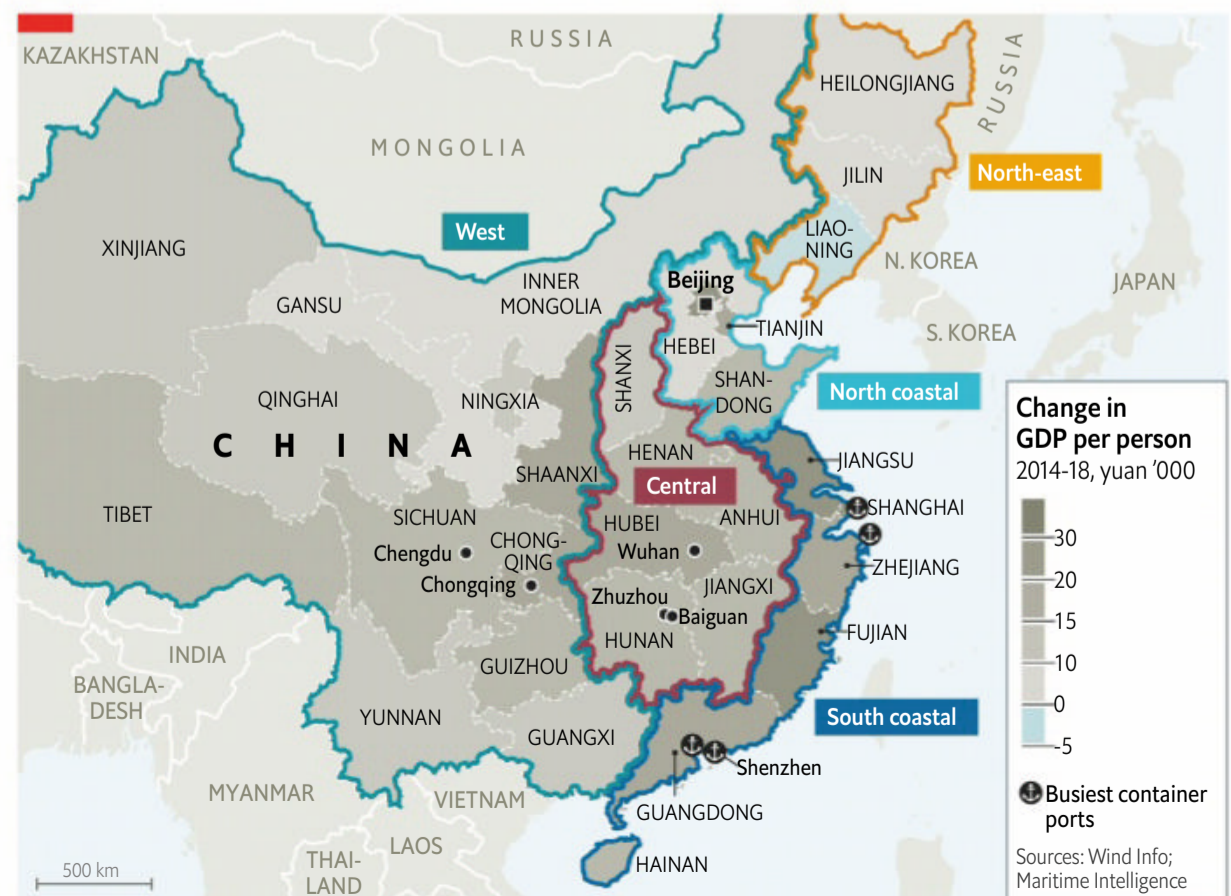 KAZAKHSTAN
RUSSIA
MONGOLIA
RUSSIA
HEILONGJIANG
JILIN
North-east
LIAO-
NING
N. KOREA
S. KOREA
JAPAN
XINJIANG
West
GANSU
INNER
MONGOLIA
Beijing
TIANJIN
HEBEI
SHANXI
SHAN-
DONG
North coastal
QINGHAI
NINGXIA
CHINA
SHAANXI
HENAN
Central
JIANGSU
SHANGHAI
TIBET
SICHUAN
Chengdu
CHONG-
QING
Chongqing
HUBEI
Wuhan
ANHUI
ZHEJIANG
Zhuzhou
Baiguan
JIANGXI
HUNAN
FUJIAN
GUIZHOU
INDIA
BANGLA-
DESH
YUNNAN
GUANGXI
South coastal
Shenzhen
GUANGDONG
HAINAN
MYANMAR
VIETNAM
LAOS
THAI-
LAND
500 km
Change in
GDP per person
2014-18, yuan '000
30
20
15
10
0
-5
Busiest container
ports
Sources: Wind Info;
Maritime Intelligence